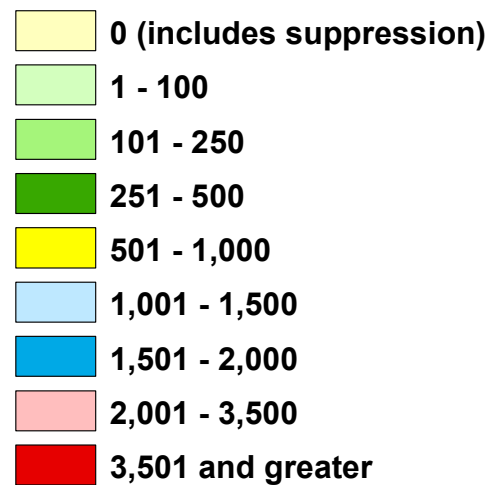 0 (includes suppression)
1 - 100
101 - 250
251 - 500
501 - 1,000
1,001 - 1,500
1,501 - 2,000
2,001 - 3,500
3,501 and greater